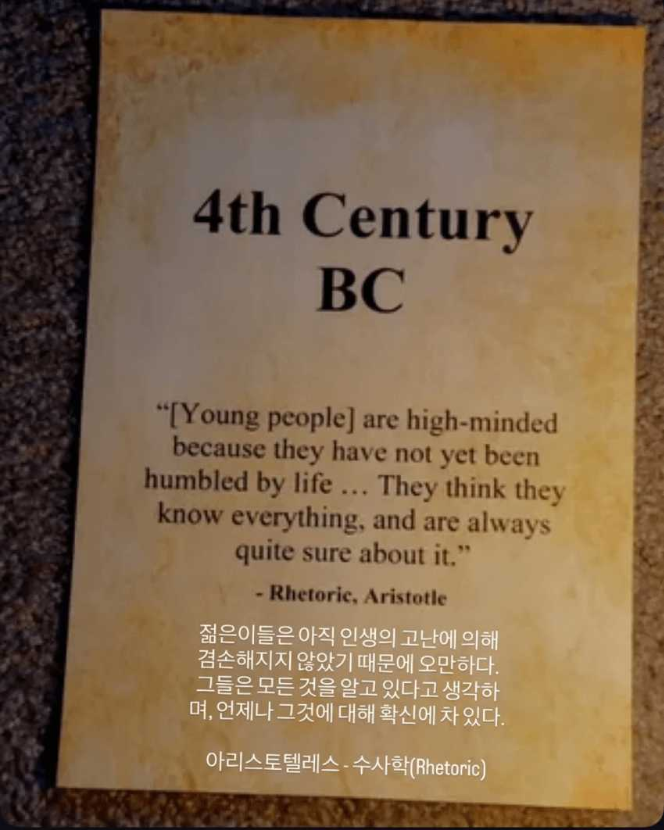 4th Century
BC
“[Young people] are high-minded
because they have not yet been
humbled by life ... They think they
know everything, and are always
quite sure about it.”
- Rhetoric, Aristotle
젊은이들은 아직 인생의 고난에 의해
겸손해지지 않았기 때문에 오만하다.
그들은 모든 것을 알고 있다고 생각하
며, 언제나 그것에 대해 확신에 차 있다.
아리스토텔레스 - 수사학(Rhetoric)